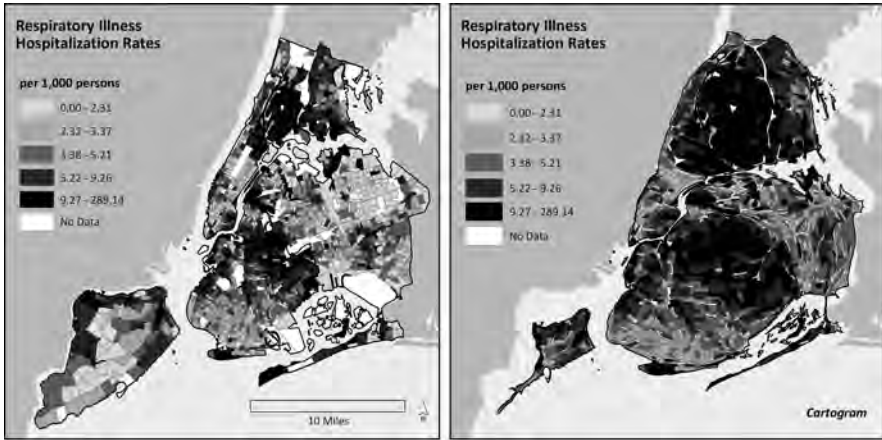 Respiratory Illness
Hospitalization Rates
per 1,000 persons
0.00 – 2.31
2.32 – 3.37
3.38 – 5.21
5.22 – 9.26
9.27 – 289.14
No Data
10 Miles
N
Respiratory Illness
Hospitalization Rates
per 1,000 persons
0.00 – 2.31
2.32 – 3.37
3.38 – 5.21
5.22 – 9.26
9.27 – 289.14
No Data
Cartogram